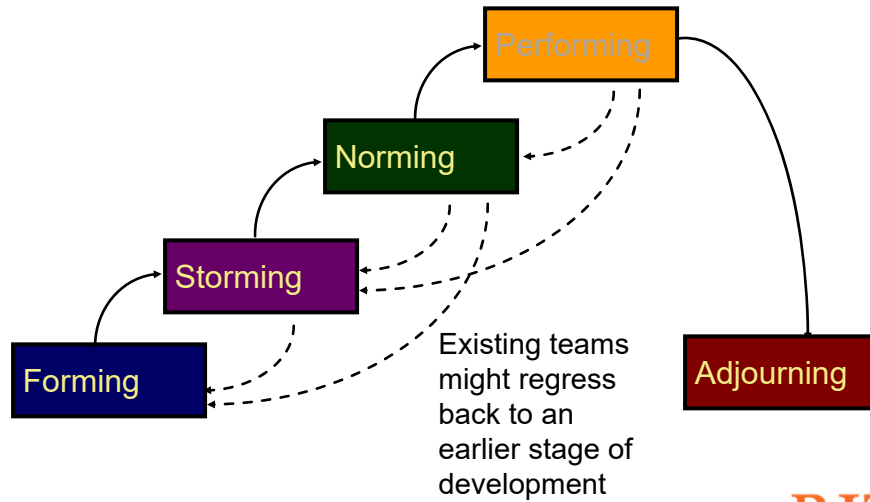 Performing
Norming
Storming
Forming
Existing teams
might regress
back to an
earlier stage of
development
Adjourning